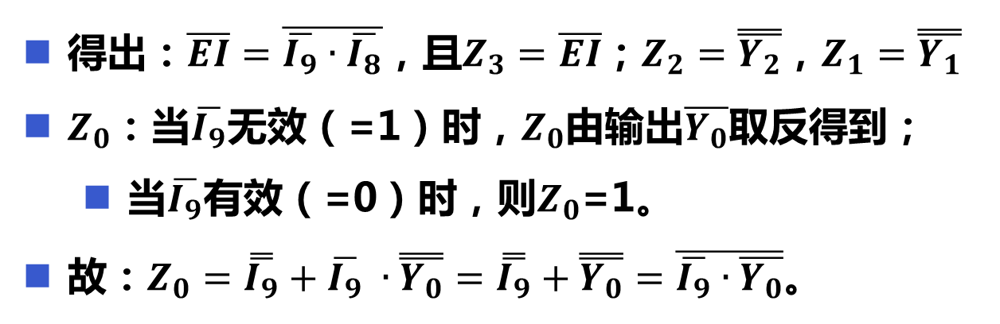 ■ 得出：$\overline{EI} = \overline{\overline{I_9} \cdot \overline{I_8}}$，且$Z_3 = \overline{EI}$；$Z_2 = \overline{\overline{Y_2}}$，$Z_1 = \overline{\overline{Y_1}}$
■ $Z_0$：当$\overline{I_9}$无效（=1）时，$Z_0$由输出$\overline{Y_0}$取反得到；
■ 当$\overline{I_9}$有效（=0）时，则$Z_0$=1。
■ 故：$Z_0 = \overline{\overline{I_9}} + \overline{I_9} \cdot \overline{\overline{Y_0}} = \overline{\overline{I_9}} + \overline{\overline{Y_0}} = \overline{\overline{I_9} \cdot \overline{Y_0}}$。